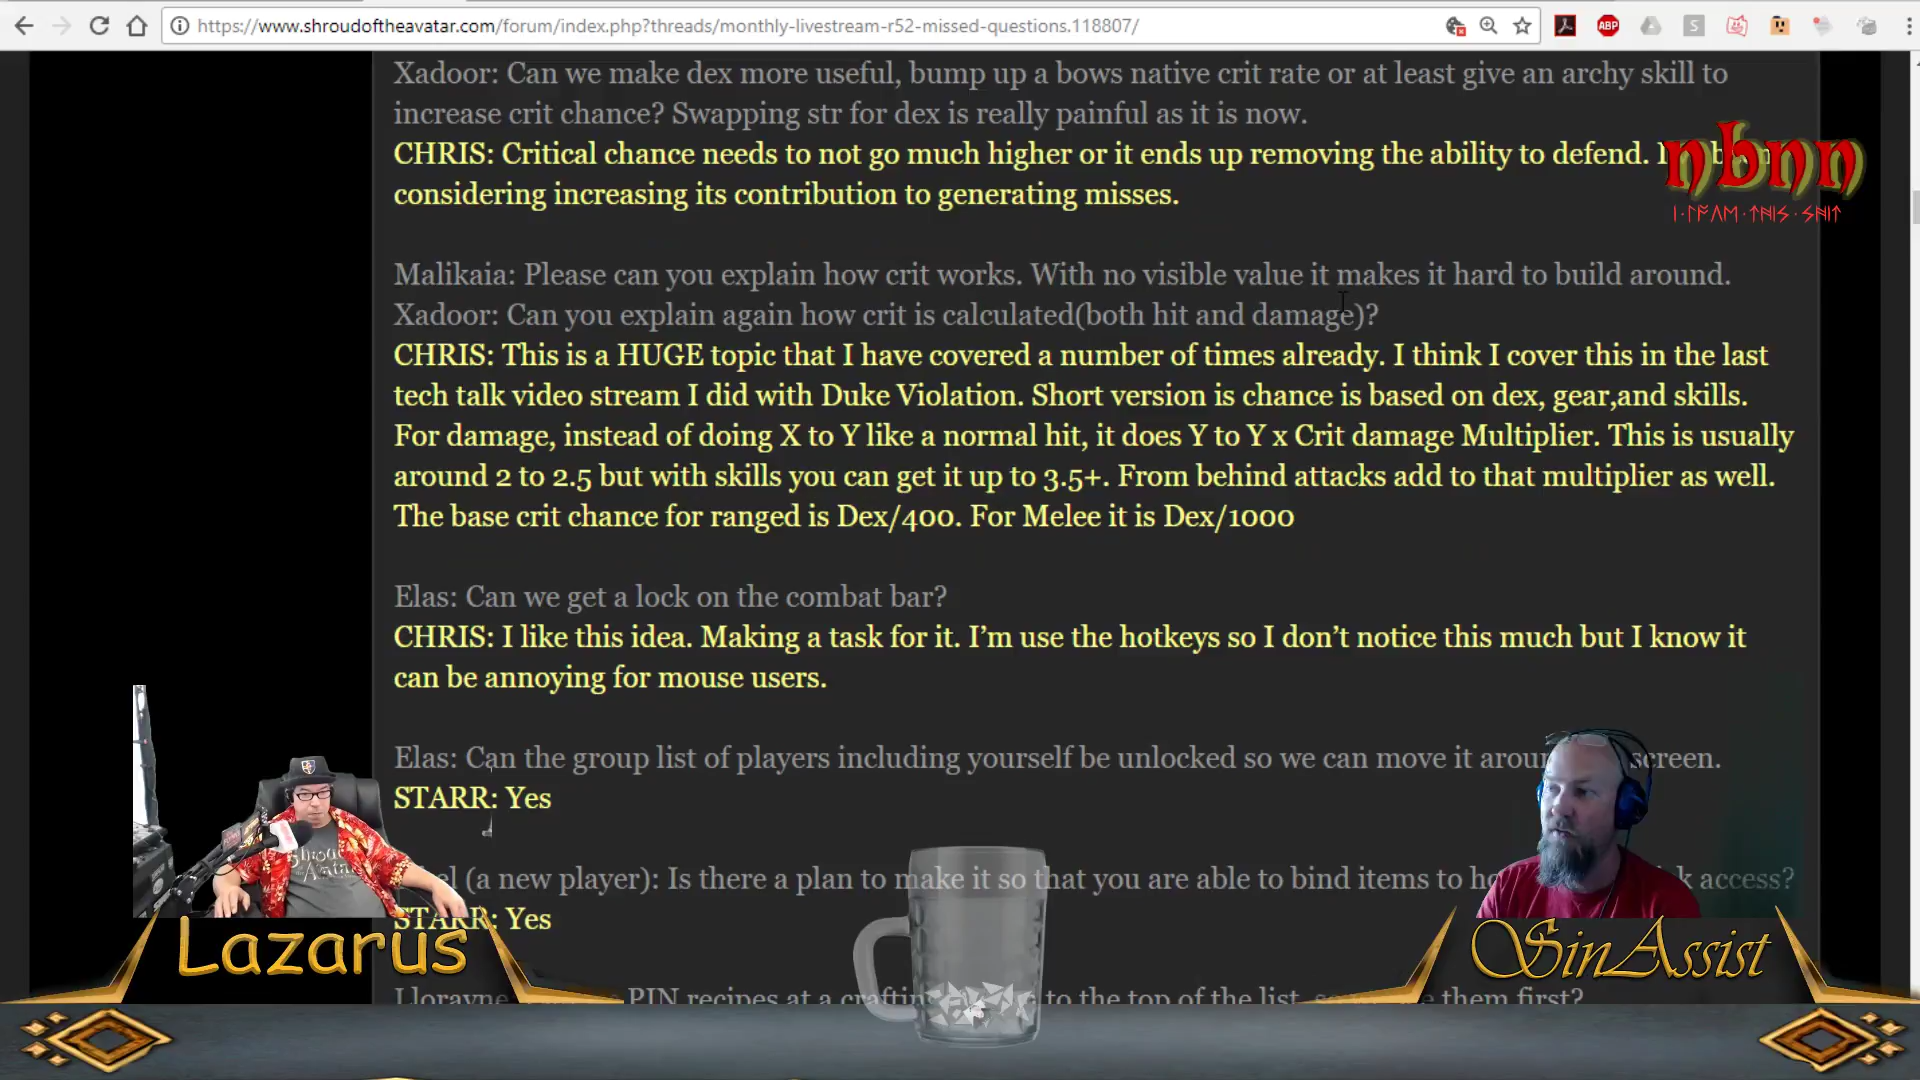 https://www.shroudoftheavatar.com/forum/index.php?threads/monthly-livestream-r52-missed-questions.118807/
ABP
S
Xadoor: Can we make dex more useful, bump up a bows native crit rate or at least give an archy skill to
increase crit chance? Swapping str for dex is really painful as it is now.
CHRIS: Critical chance needs to not go much higher or it ends up removing the ability to defend.
considering increasing its contribution to generating misses.
nbnn
Malikaia: Please can you explain how crit works. With no visible value it makes it hard to build around.
Xadoor: Can you explain again how crit is calculated(both hit and damage)?
CHRIS: This is a HUGE topic that I have covered a number of times already. I think I cover this in the last
tech talk video stream I did with Duke Violation. Short version is chance is based on dex, gear,and skills.
For damage, instead of doing X to Y like a normal hit, it does Y to Y x Crit damage Multiplier. This is usually
around 2 to 2.5 but with skills you can get it up to 3.5+. From behind attacks add to that multiplier as well.
The base crit chance for ranged is Dex/400. For Melee it is Dex/1000
Elas: Can we get a lock on the combat bar?
CHRIS: I like this idea. Making a task for it. I'm use the hotkeys so I don't notice this much but I know it
can be annoying for mouse users.
Elas: Can the group list of players including yourself be unlocked so we can move it screen.
STARR: Yes
(a new player): Is there a plan to make it so that you are able to bind items to access?
STARR: Yes
Lazarus
SinAssist
Llorayne PIN recipes at a to the top of the list, them first?